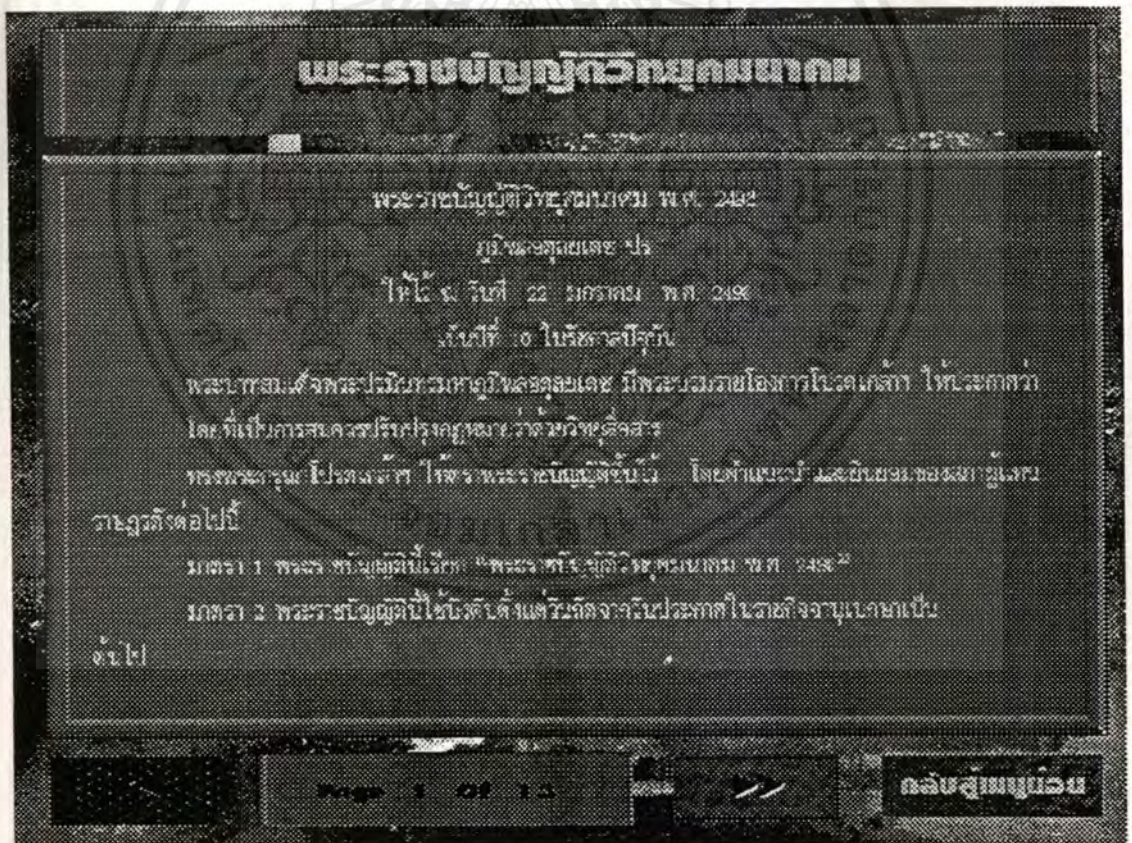 พระราชบัญญัติวิทยุคมนาคม
พระราชบัญญัติวิทยุคมนาคม พ.ศ. 2498
ภูมิพลอดุลยเดช ปร
ให้ไว้ ณ วันที่ 22 มกราคม พ.ศ. 2498
เป็นปีที่ 10 ในรัชกาลปัจจุบัน
พระบาทสมเด็จพระปรมินทรมหาภูมิพลอดุลยเดช มีพระบรมราชโองการโปรดเกล้าฯ ให้ประกาศว่า
โดยที่เป็นการสมควรปรับปรุงกฎหมายว่าด้วยวิทยุสื่อสาร
ทรงพระกรุณาโปรดเกล้าฯ ให้ตราพระราชบัญญัติขึ้นไว้ โดยคำแนะนำและยินยอมของสภาผู้แทน
ราษฎรดังต่อไปนี้
มาตรา 1 พระราชบัญญัตินี้เรียก "พระราชบัญญัติวิทยุคมนาคม พ.ศ. 2498"
มาตรา 2 พระราชบัญญัตินี้ใช้บังคับตั้งแต่วันถัดจากวันประกาศในราชกิจจานุเบกษาเป็น
ต้นไป
Page 1 Of 13
>>
กลับสู่เมนูย่อย